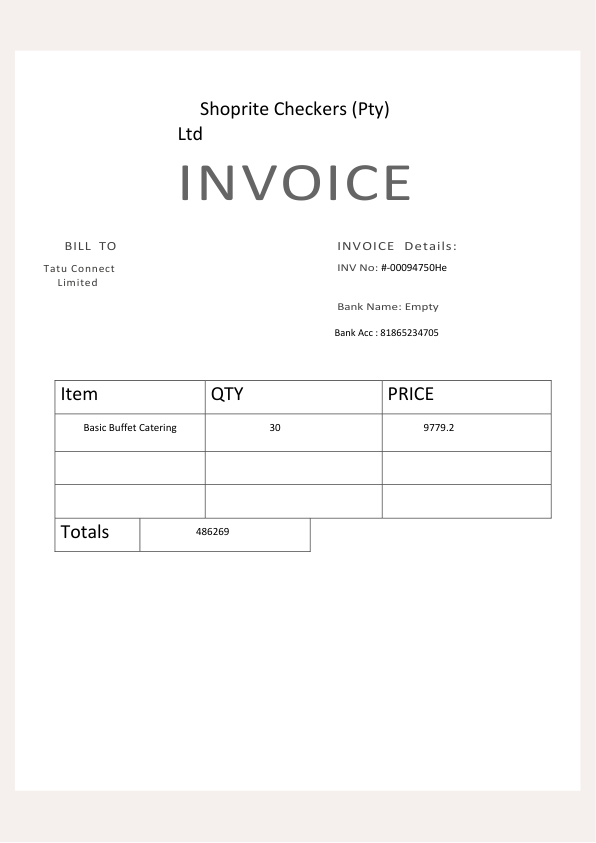 Shoprite Checkers (Pty)
Ltd
INVOICE
BILL TO
Tatu Connect
Limited
INVOICE Details:
INV No: #-00094750He
Bank Name: Empty
Bank Acc : 81865234705
Item QTY PRICE
Basic Buffet Catering 30 9779.2
Totals 486269